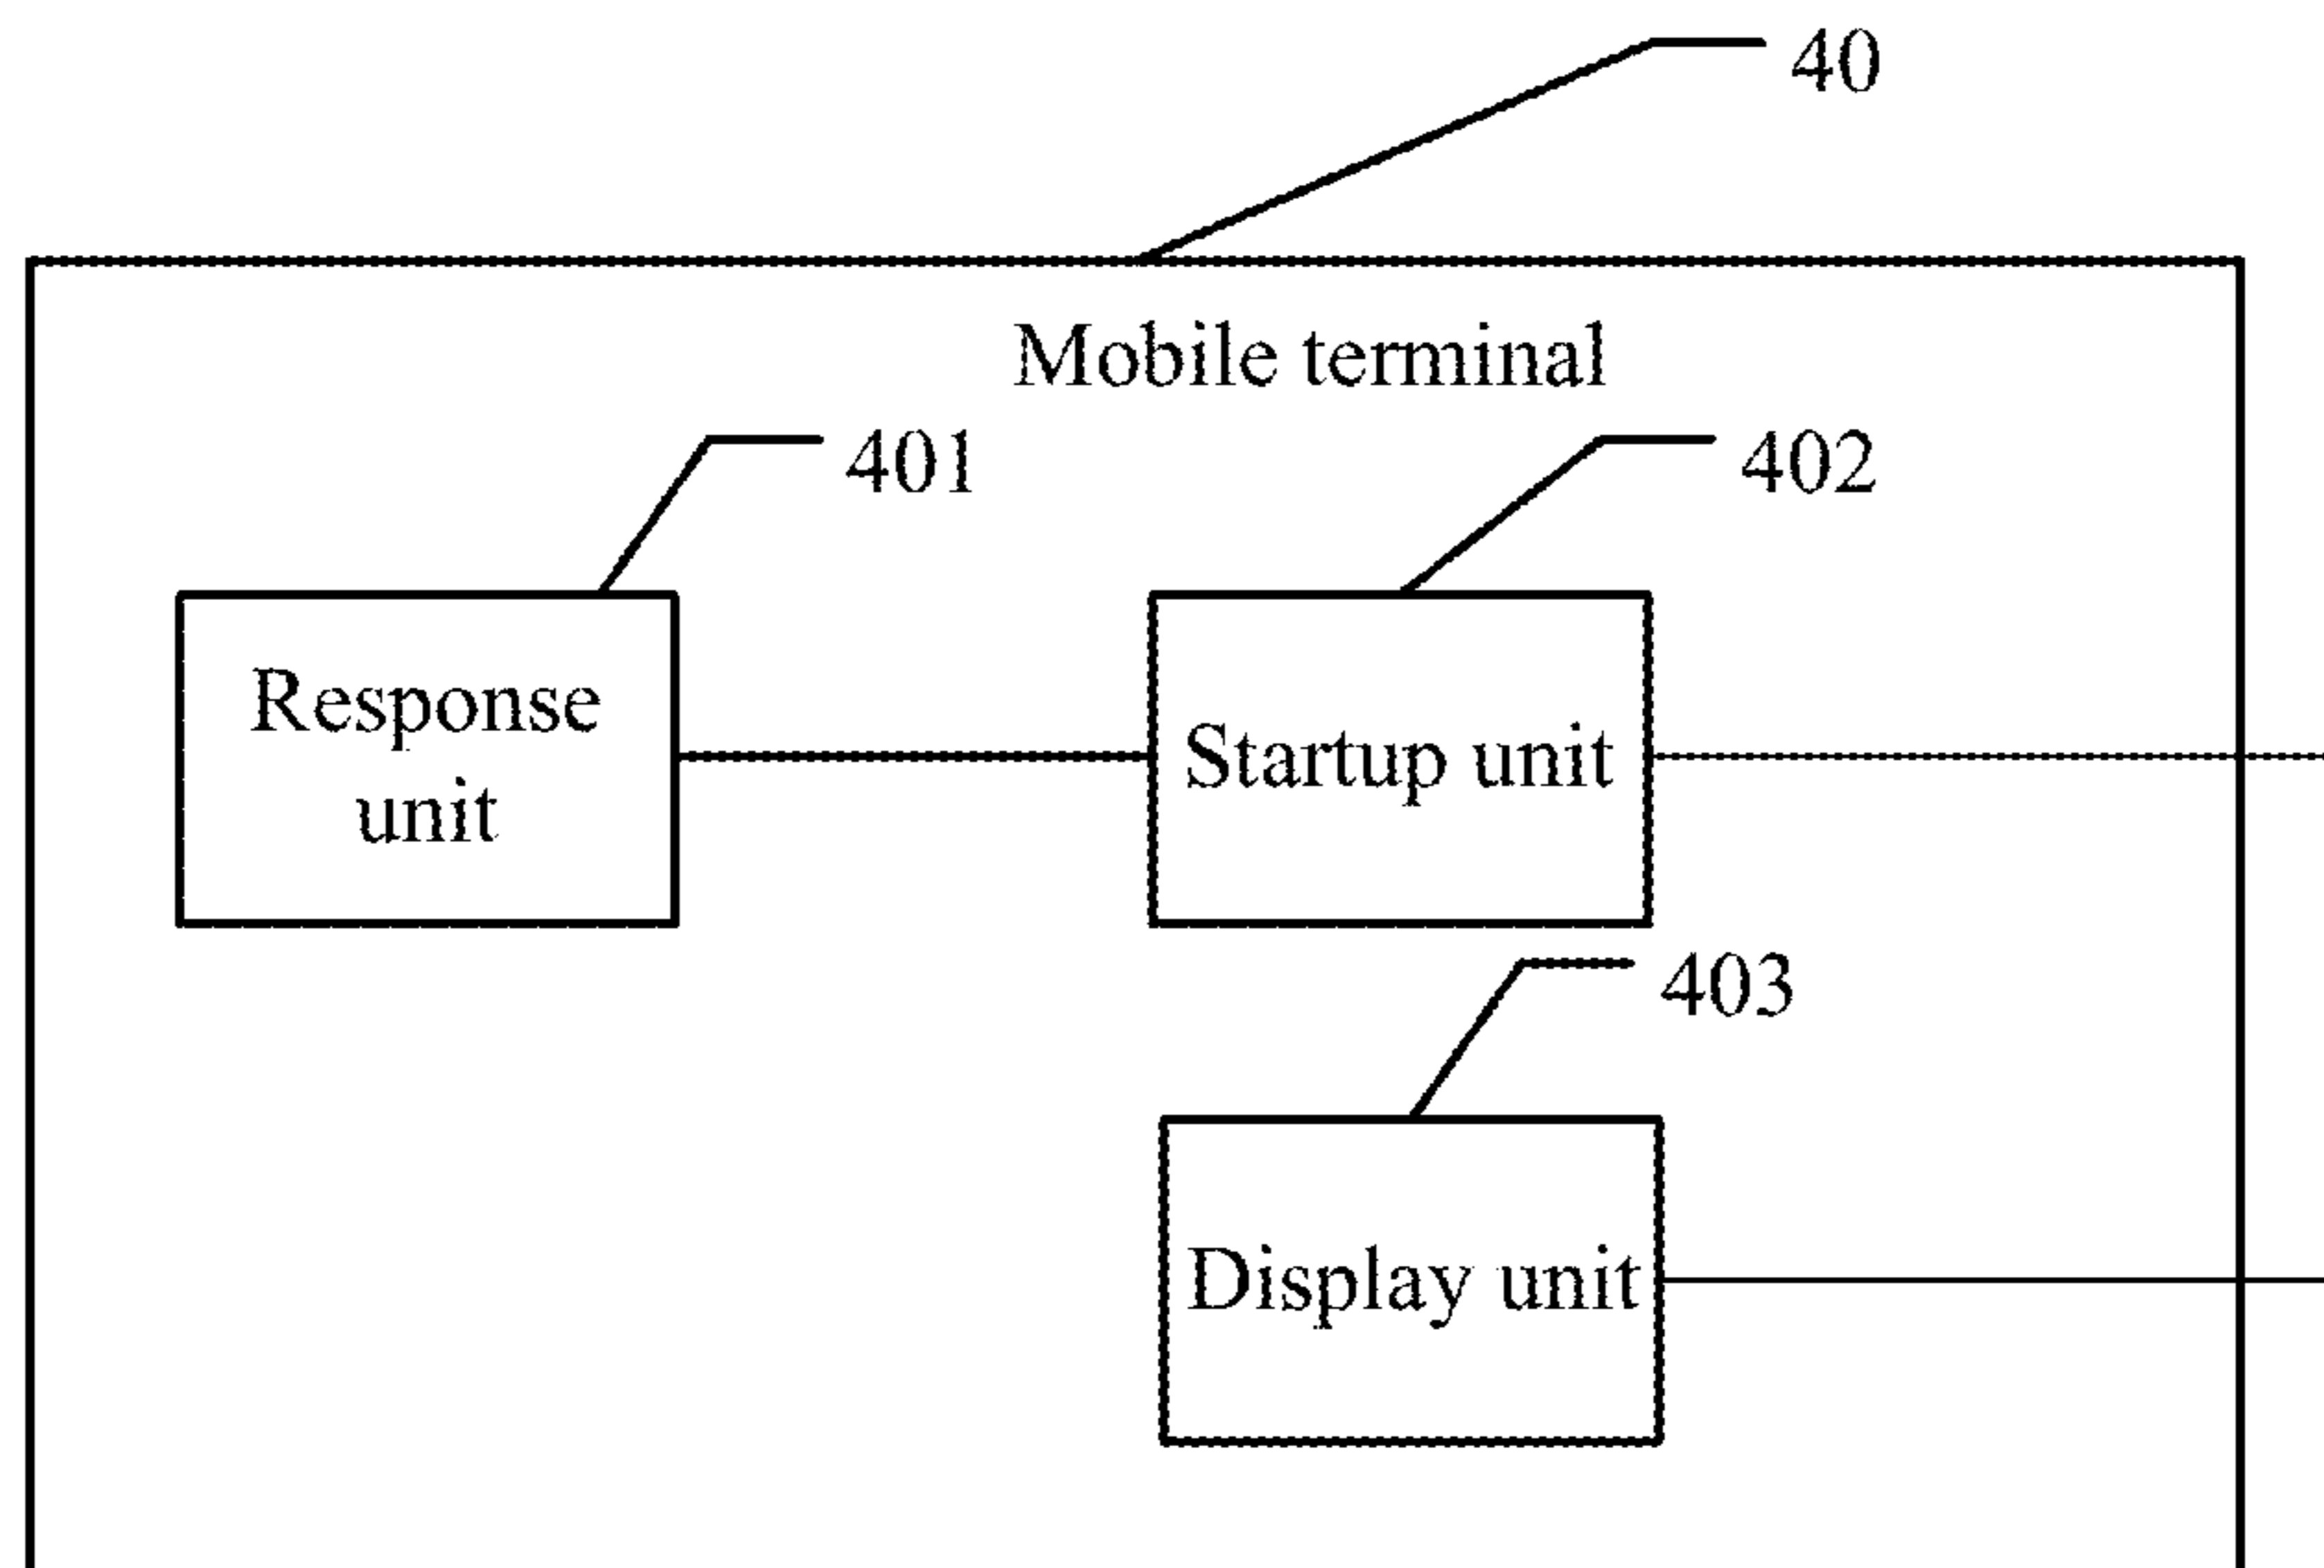 40
Mobile terminal
401
402
Response
unit
Startup unit
403
Display unit